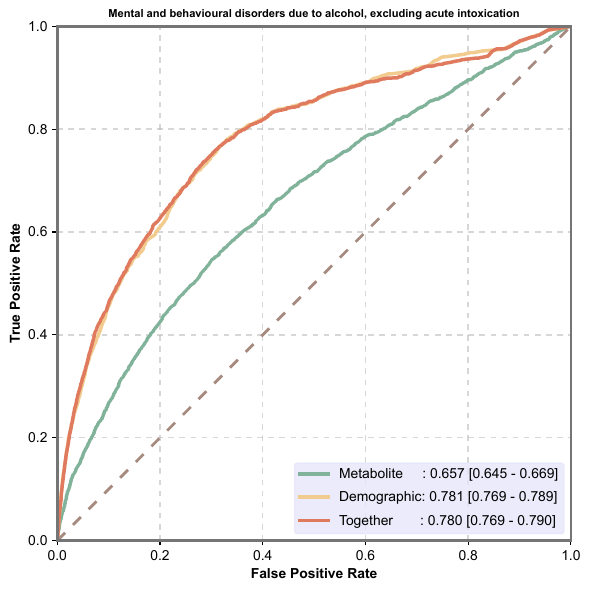 Mental and behavioural disorders due to alcohol, excluding acute intoxication
1.0
0.8
0.6
0.4
0.2
0.0
True Positive Rate
Metabolite : 0.657 [0.645 - 0.669]
Demographic: 0.781 [0.769 - 0.789]
Together : 0.780 [0.769 - 0.790]
0.0 0.2 0.4 0.6 0.8 1.0
False Positive Rate